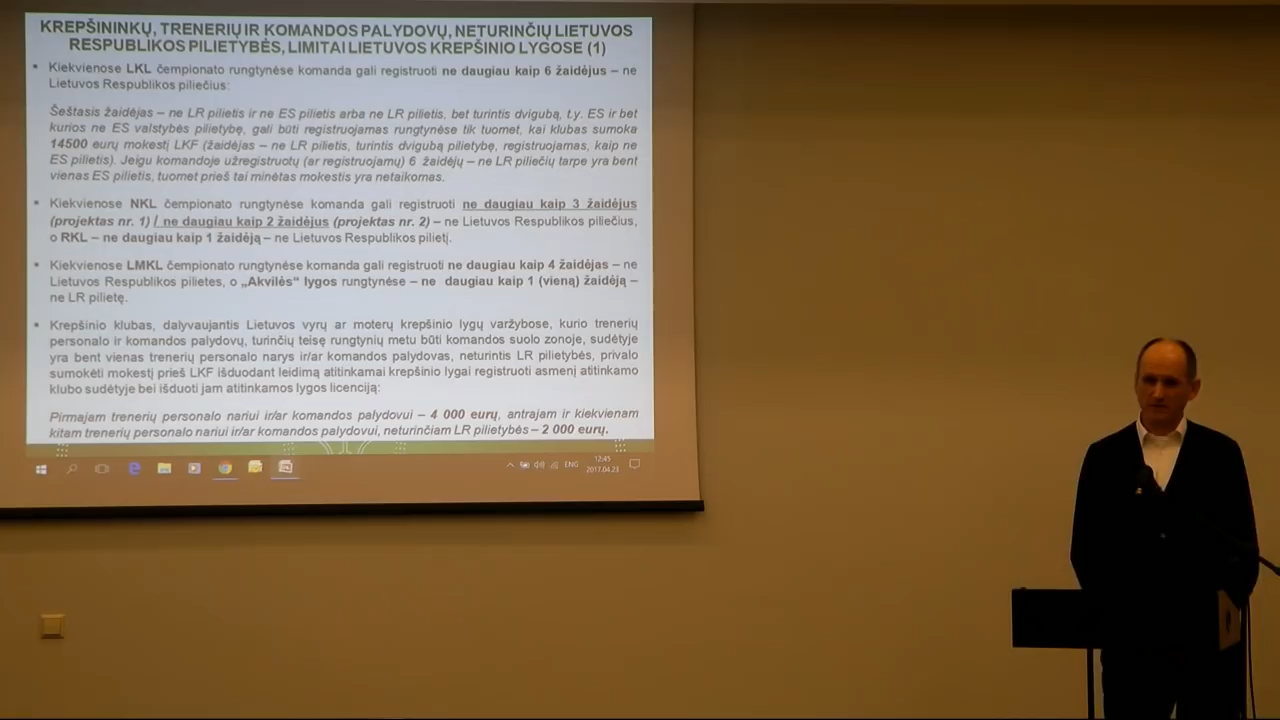 KREPŠININKŲ, TRENERIŲ IR KOMANDOS PALYDOVŲ, NETURINČIŲ LIETUVOS
RESPUBLIKOS PILIETYBĖS, LIMITAI LIETUVOS KREPŠINIO LYGOSE (1)
Kiekvienose LKL čempionato rungtynėse komanda gali registruoti ne daugiau kaip 6 žaidėjus – ne
Lietuvos Respublikos piliečius:
Šeštasis žaidėjas – ne LR pilietis ir ne ES pilietis arba ne LR pilietis, bet turintis dvigubą, t.y. ES ir bet
kurios ne ES valstybės pilietybę, gali būti registruojamas rungtynėse tik tuomet, kai klubas sumoka
14500 eurų mokestį LKF (žaidėjas – ne LR pilietis, turintis dvigubą pilietybę, registruojamas, kaip ne
ES pilietis). Jeigu komandoje užregistruotų (ar registruojamų) 6 žaidėjų – ne LR piliečių tarpe yra bent
vienas ES pilietis, tuomet prieš tai minėtas mokestis yra netaikomas.
Kiekvienose NKL čempionato rungtynėse komanda gali registruoti ne daugiau kaip 3 žaidėjus
(projektas nr. 1) / ne daugiau kaip 2 žaidėjus (projektas nr. 2) – ne Lietuvos Respublikos piliečius,
o RKL – ne daugiau kaip 1 žaidėją – ne Lietuvos Respublikos pilietį.
Kiekvienose LMKL čempionato rungtynėse komanda gali registruoti ne daugiau kaip 4 žaidėjas – ne
Lietuvos Respublikos pilietes, o „Akvilės“ lygos rungtynėse – ne daugiau kaip 1 (vieną) žaidėją –
ne LR pilietę.
Krepšinio klubas, dalyvaujantis Lietuvos vyrų ar moterų krepšinio lygų varžybose, kurio trenerių
personalo ir komandos palydovų, turinčių teisę rungtynių metu būti komandos suolo zonoje, sudėtyje
yra bent vienas trenerių personalo narys ir/ar komandos palydovas, neturintis LR pilietybės, privalo
sumokėti mokestį prieš LKF išduodant leidimą atitinkamai krepšinio lygai registruoti asmenį atitinkamo
klubo sudėtyje bei išduoti jam atitinkamos lygos licenciją:
Pirmajam trenerių personalo nariui ir/ar komandos palydovui – 4 000 eurų, antrajam ir kiekvienam
kitam trenerių personalo nariui ir/ar komandos palydovui, neturinčiam LR pilietybės – 2 000 eurų.
ENG
12:45
2017.04.23